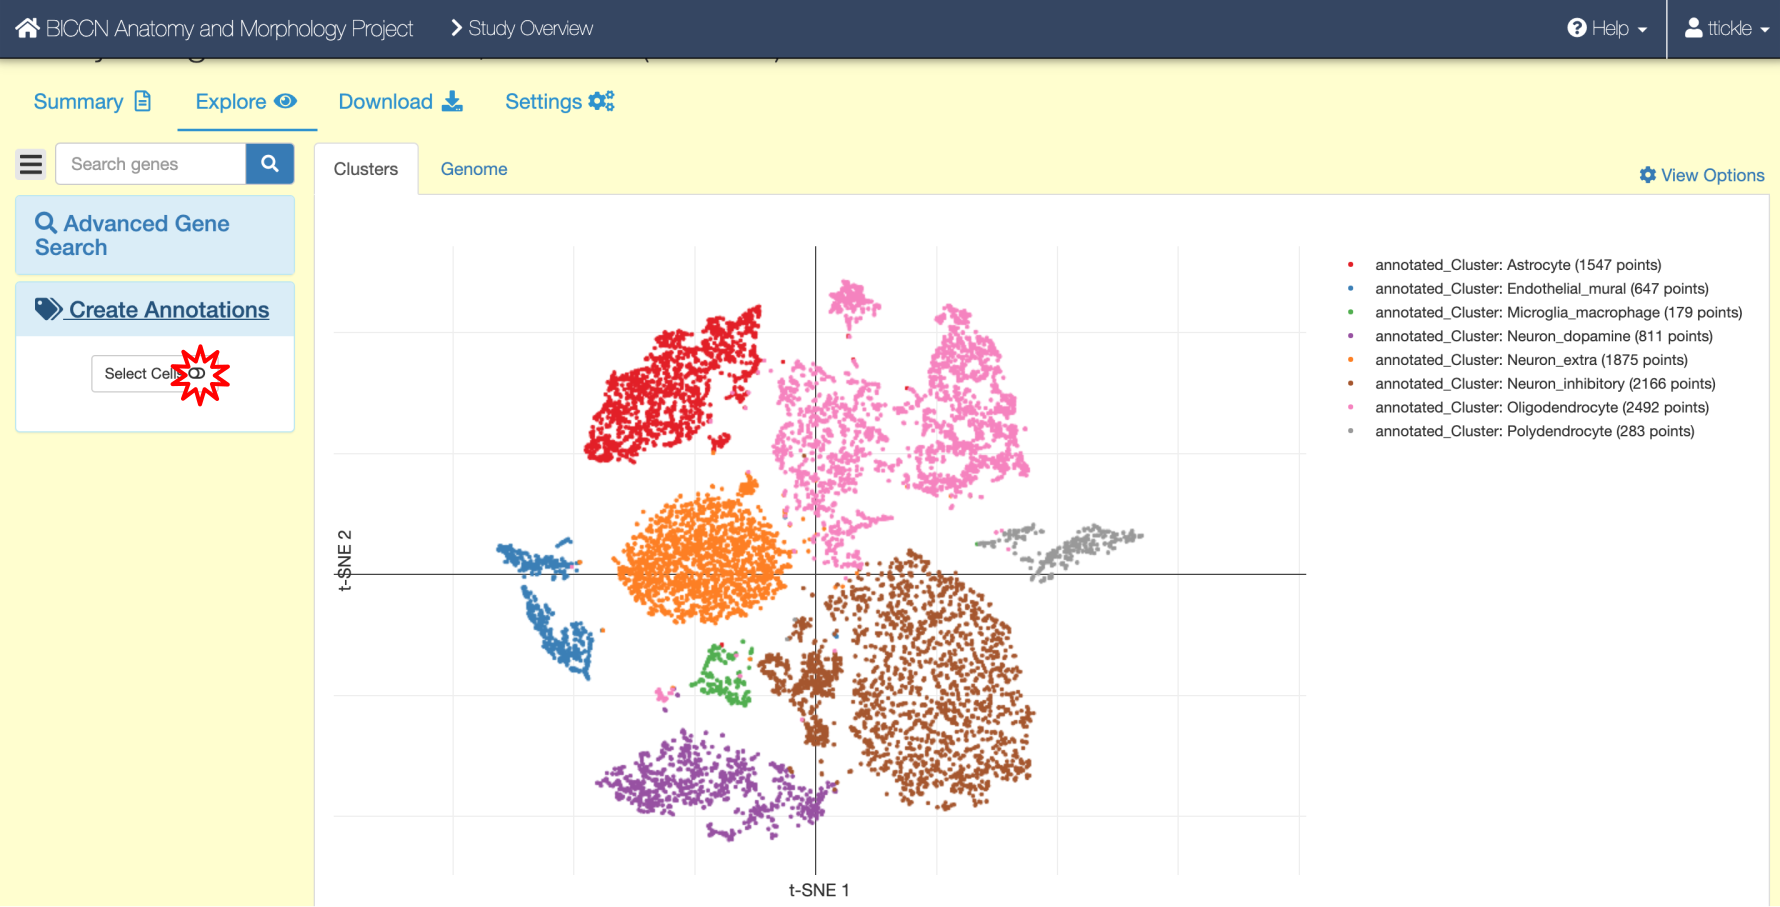 BICCN Anatomy and Morphology Project
Study Overview
Help
ttickle
Summary
Explore
Download
Settings
Search genes
Clusters
Genome
View Options
Advanced Gene
Search
Create Annotations
Select Cells
annotated_Cluster: Astrocyte (1547 points)
annotated_Cluster: Endothelial_mural (647 points)
annotated_Cluster: Microglia_macrophage (179 points)
annotated_Cluster: Neuron_dopamine (811 points)
annotated_Cluster: Neuron_extra (1875 points)
annotated_Cluster: Neuron_inhibitory (2166 points)
annotated_Cluster: Oligodendrocyte (2492 points)
annotated_Cluster: Polydendrocyte (283 points)
t-SNE 2
t-SNE 1